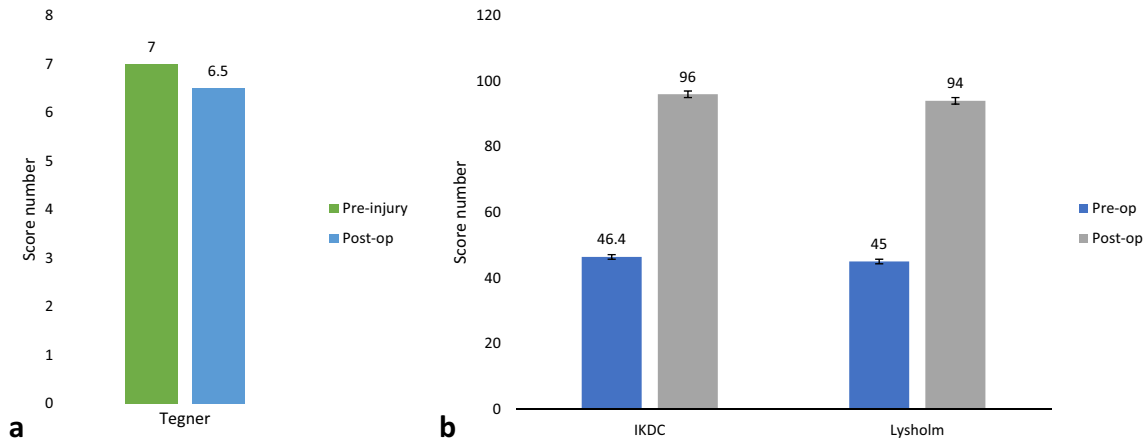 8
7
6
5
4
3
2
1
0
Score number
7
6.5
Tegner
Pre-injury
Post-op
a
120
100
80
60
40
20
0
Score number
46.4
96
45
94
IKDC
Lysholm
Pre-op
Post-op
b